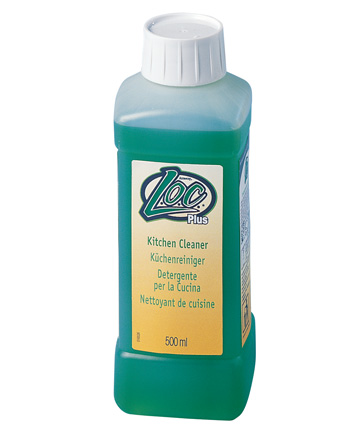 Loc
Plus
Kitchen Cleaner
Küchenreiniger
Detergente
per la Cucina
Nettoyant de cuisine
500 ml